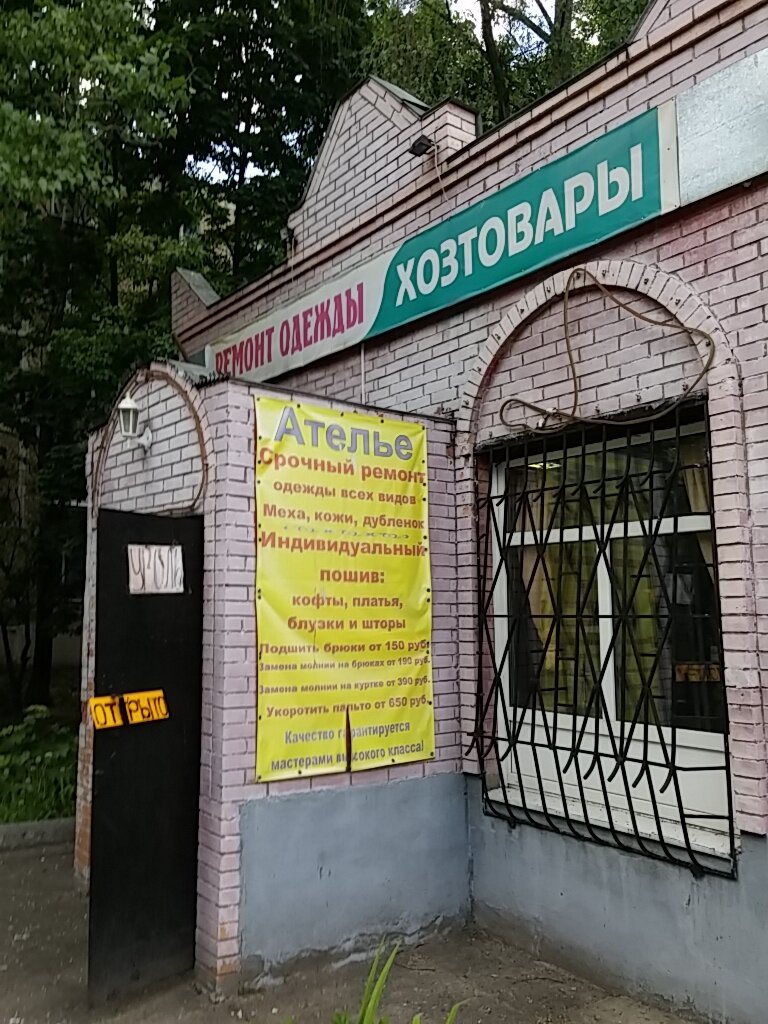 РЕМОНТ ОДЕЖДЫ
ХОЗТОВАРЫ
Ателье
Срочный ремонт
одежды всех видов
Меха, кожи, дубленок
Индивидуальный
пошив:
кофты, платья,
блузки и шторы
Подшить брюки от 150 руб.
Замена молнии на брюках от 190 руб.
Замена молнии на куртке от 390 руб.
Укоротить пальто от 650 руб.
Качество гарантируется
мастерами высокого класса!
ОТКРЫТО